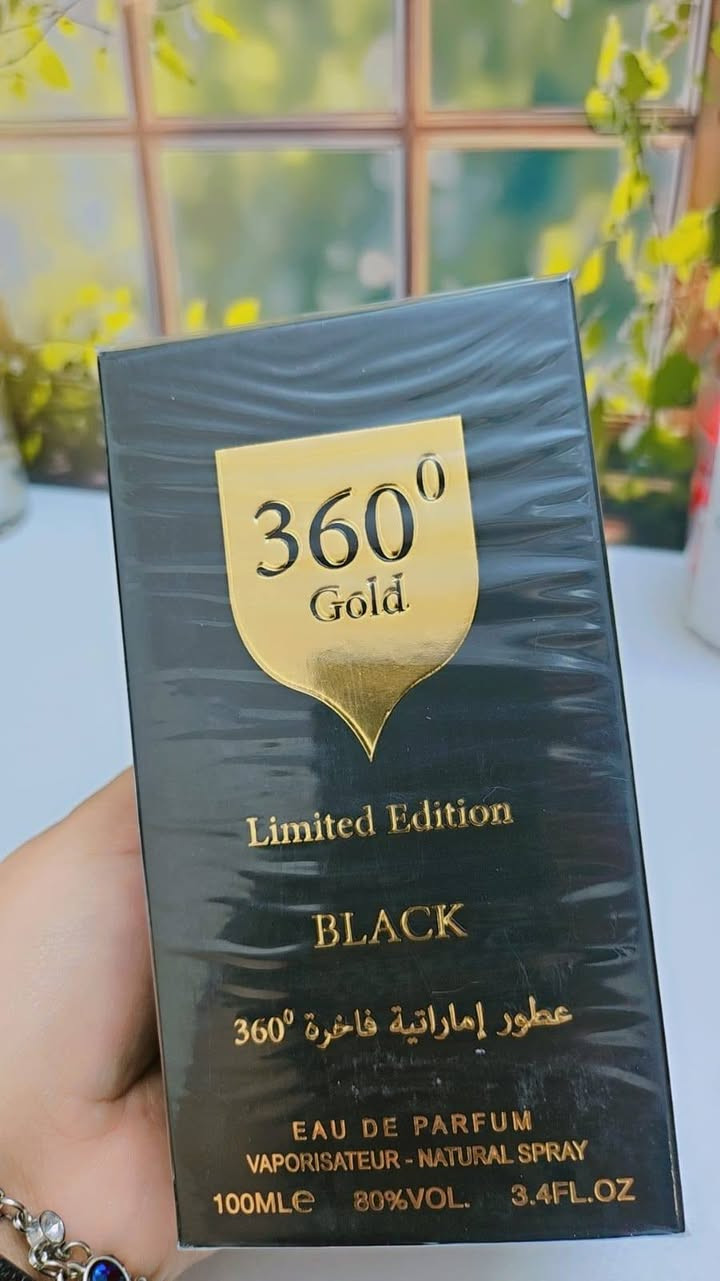 360⁰
Gold
Limited Edition
BLACK
عطور إماراتية فاخرة 360⁰
EAU DE PARFUM
VAPORISATEUR - NATURAL SPRAY
100MLe 80%VOL. 3.4FL.OZ